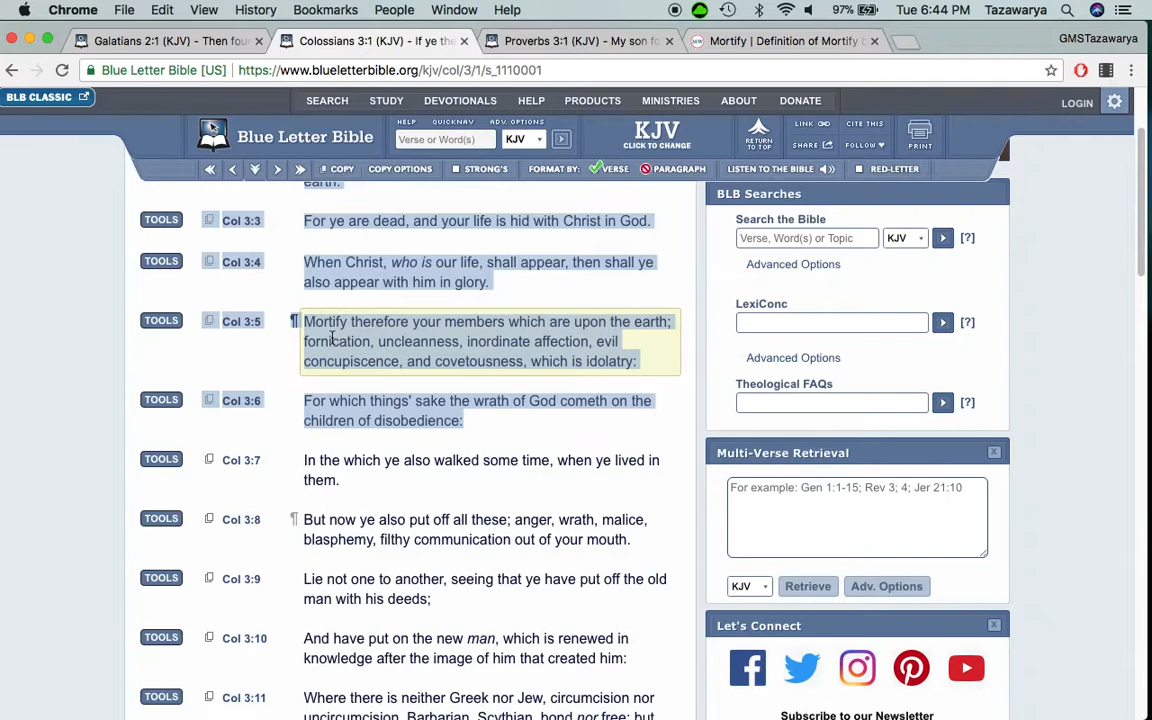 Chrome File Edit View History Bookmarks People Window Help 97% Tue 6:44 PM Tazawarya
Galatians 2:1 (KJV) - Then four
Colossians 3:1 (KJV) - If ye the
Proverbs 3:1 (KJV) - My son fo
Mortify | Definition of Mortify b
GMSTazawarya
Blue Letter Bible [US] https://www.blueletterbible.org/kjv/col/3/1/s_1110001
BLB CLASSIC
SEARCH STUDY DEVOTIONALS HELP PRODUCTS MINISTRIES ABOUT DONATE LOGIN
Blue Letter Bible
HELP QUICKNAV ADV. OPTIONS
Verse or Word(s) KJV
KJV
CLICK TO CHANGE
RETURN
TO TOP
LINK CITE THIS
SHARE FOLLOW
PRINT
COPY COPY OPTIONS STRONG'S FORMAT BY: VERSE PARAGRAPH LISTEN TO THE BIBLE RED-LETTER
earth.
TOOLS Col 3:3 For ye are dead, and your life is hid with Christ in God.
TOOLS Col 3:4 When Christ, who is our life, shall appear, then shall ye
also appear with him in glory.
TOOLS Col 3:5 ¶ Mortify therefore your members which are upon the earth;
fornication, uncleanness, inordinate affection, evil
concupiscence, and covetousness, which is idolatry:
TOOLS Col 3:6 For which things' sake the wrath of God cometh on the
children of disobedience:
TOOLS Col 3:7 In the which ye also walked some time, when ye lived in
them.
TOOLS Col 3:8 ¶ But now ye also put off all these; anger, wrath, malice,
blasphemy, filthy communication out of your mouth.
TOOLS Col 3:9 Lie not one to another, seeing that ye have put off the old
man with his deeds;
TOOLS Col 3:10 And have put on the new man, which is renewed in
knowledge after the image of him that created him:
TOOLS Col 3:11 Where there is neither Greek nor Jew, circumcision nor
uncircumcision, Barbarian, Scythian, bond nor free: but
BLB Searches
Search the Bible
Verse, Word(s) or Topic KJV [?]
Advanced Options
LexiConc
[?]
Advanced Options
Theological FAQs
[?]
Multi-Verse Retrieval
For example: Gen 1:1-15; Rev 3; 4; Jer 21:10
KJV Retrieve Adv. Options
Let's Connect
Subscribe to our Newsletter